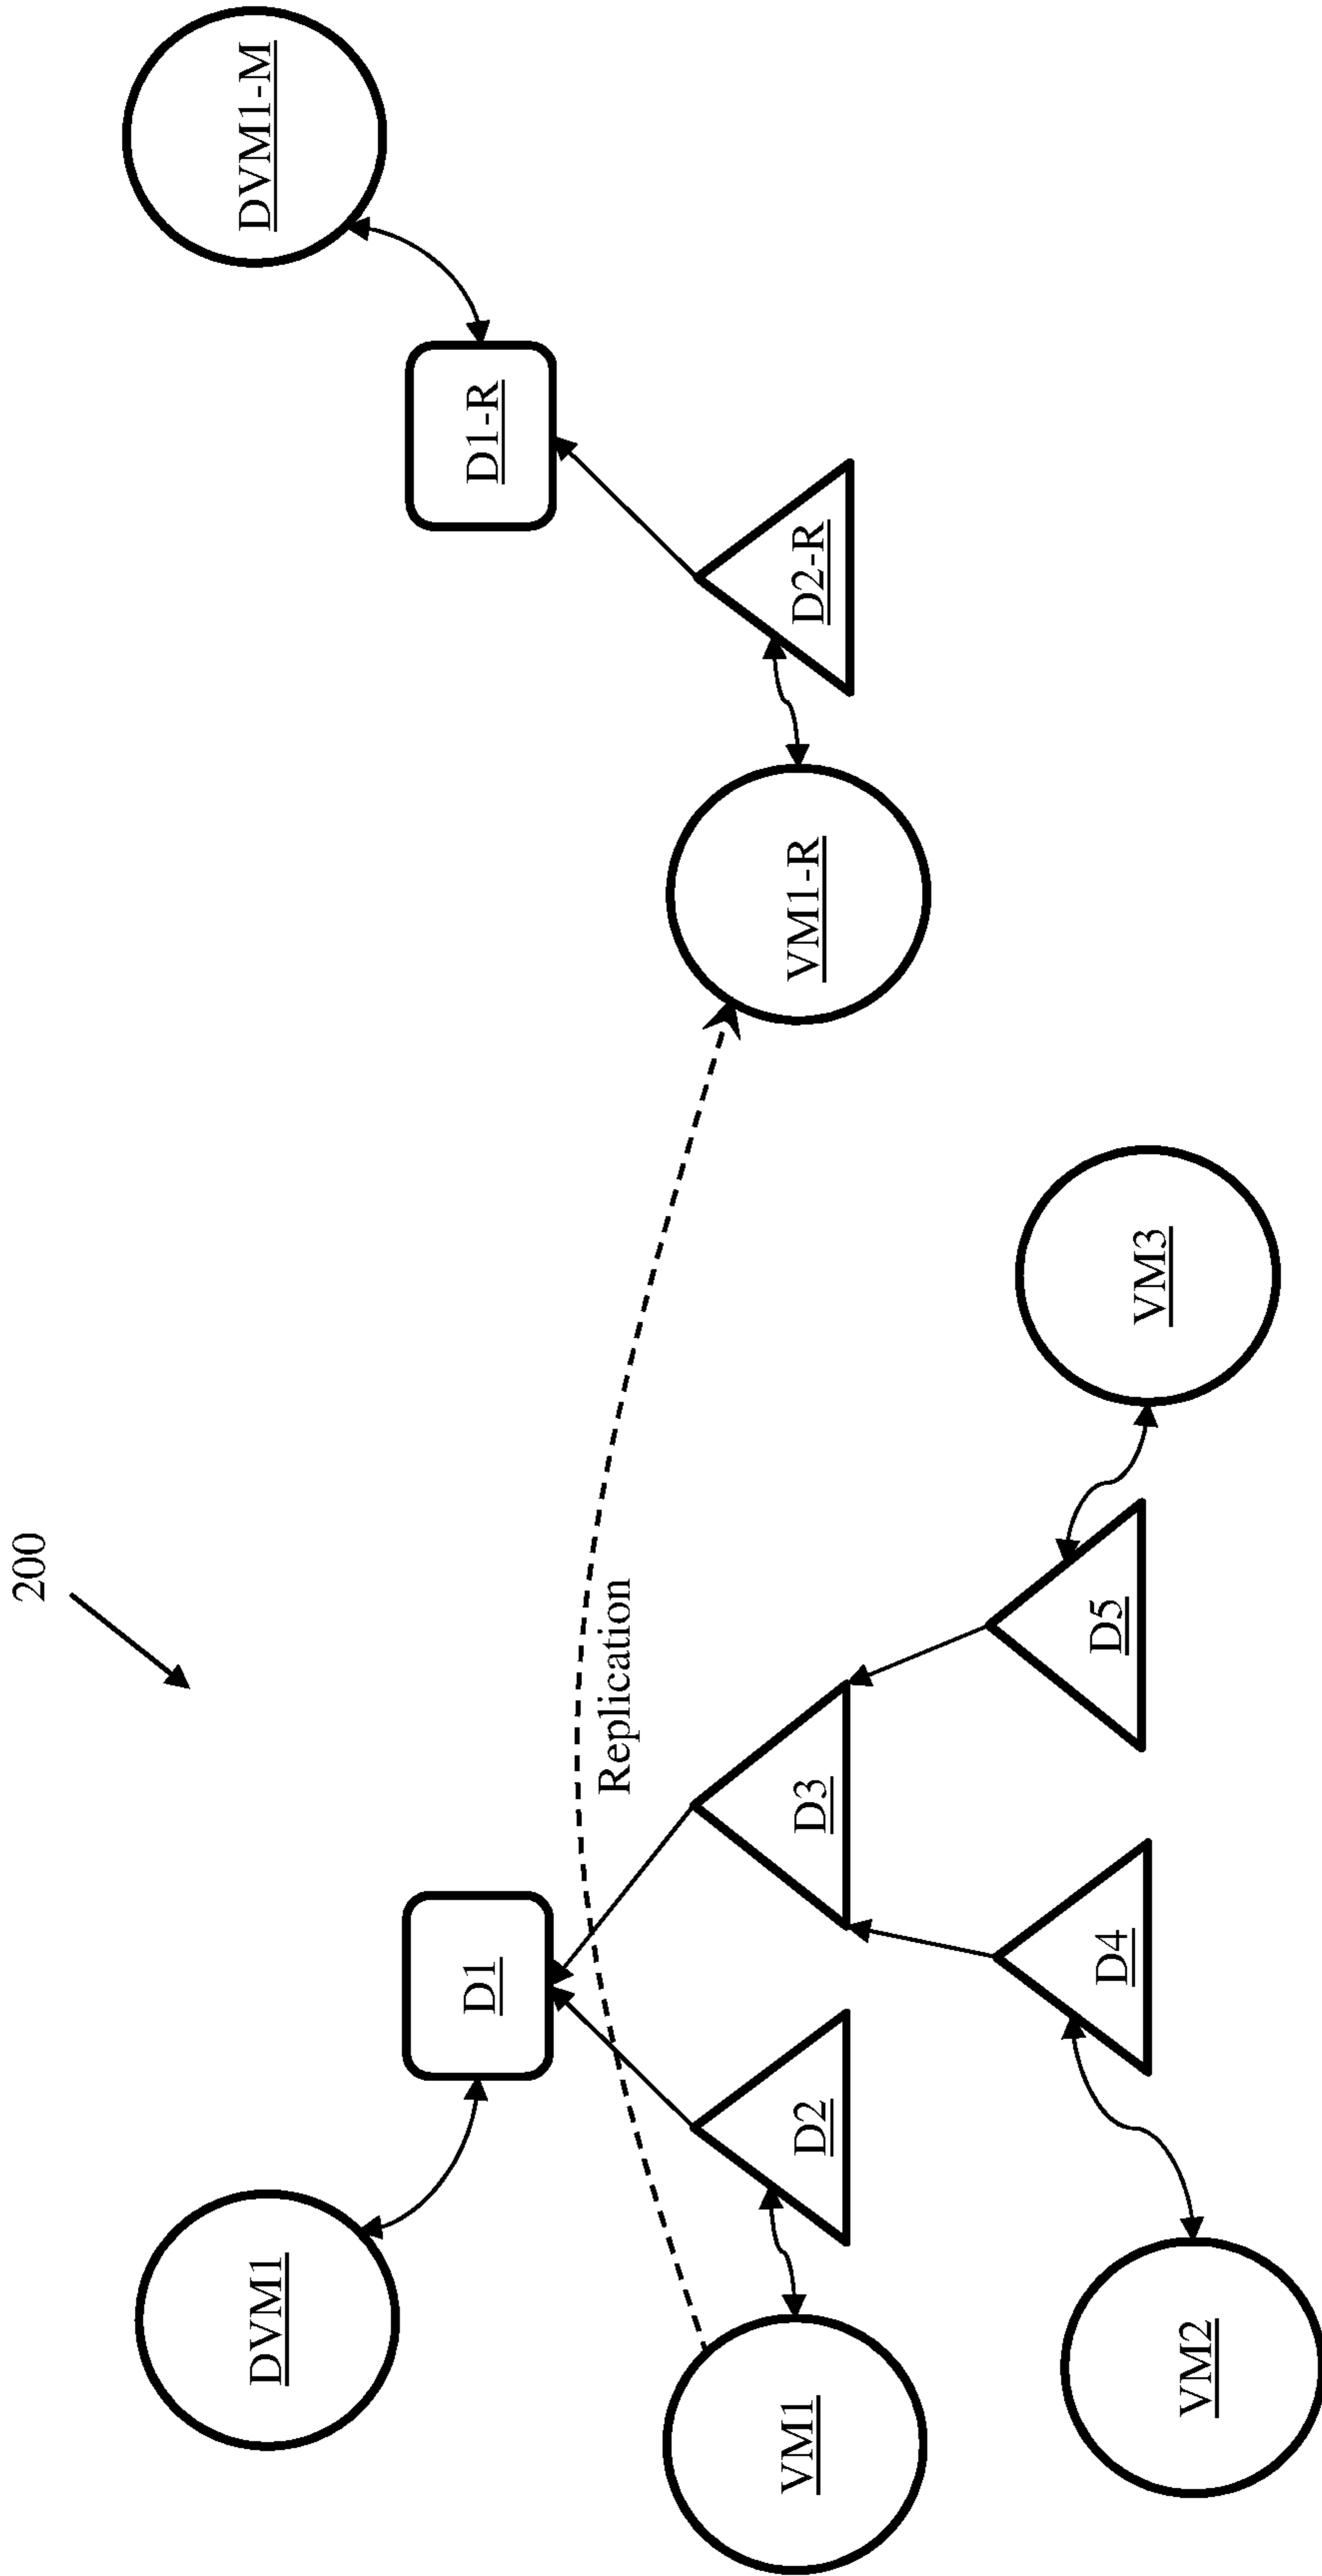 200
DVM1
D1
DVM1-M
D1-R
Replication
VM1
D2
D3
VM1-R
D2-R
VM2
D4
D5
VM3